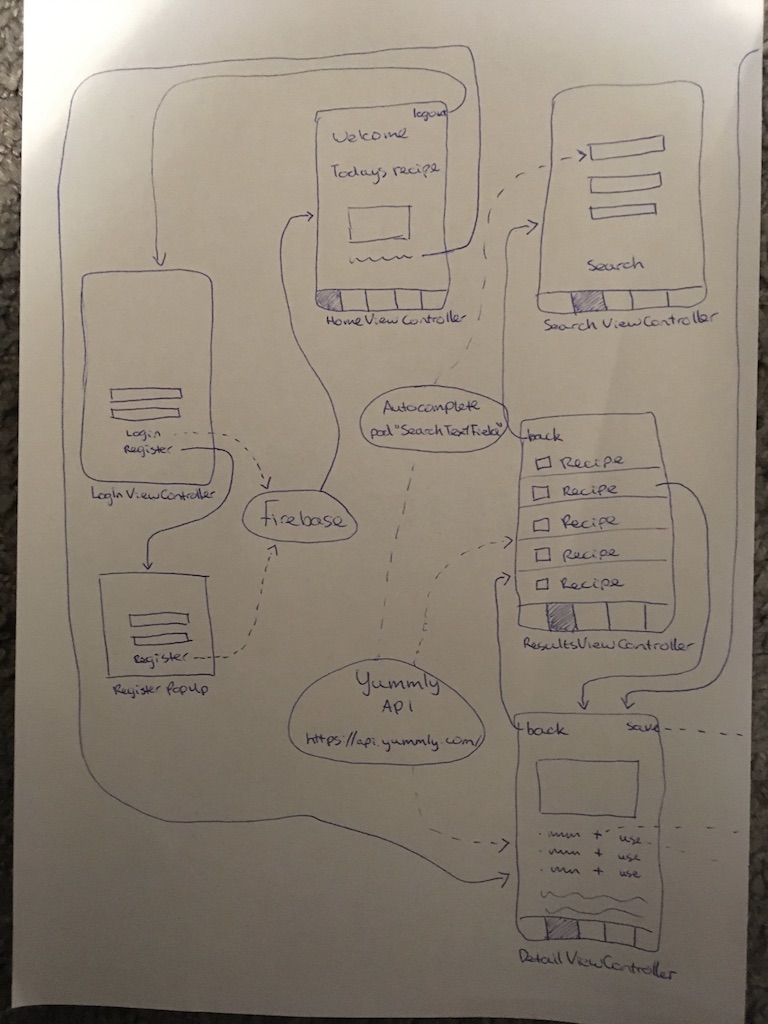 logout
Welcome
Todays recipe
HomeViewController
Search
SearchViewController
Login
Register
LoginViewController
Firebase
Register
Register PopUp
Autocomplete
pod "SearchTextField"
back
Recipe
Recipe
Recipe
Recipe
Recipe
ResultsViewController
Yummly
API
https://api.yummly.com/
back
save
+ use
+ use
+ use
DetailViewController